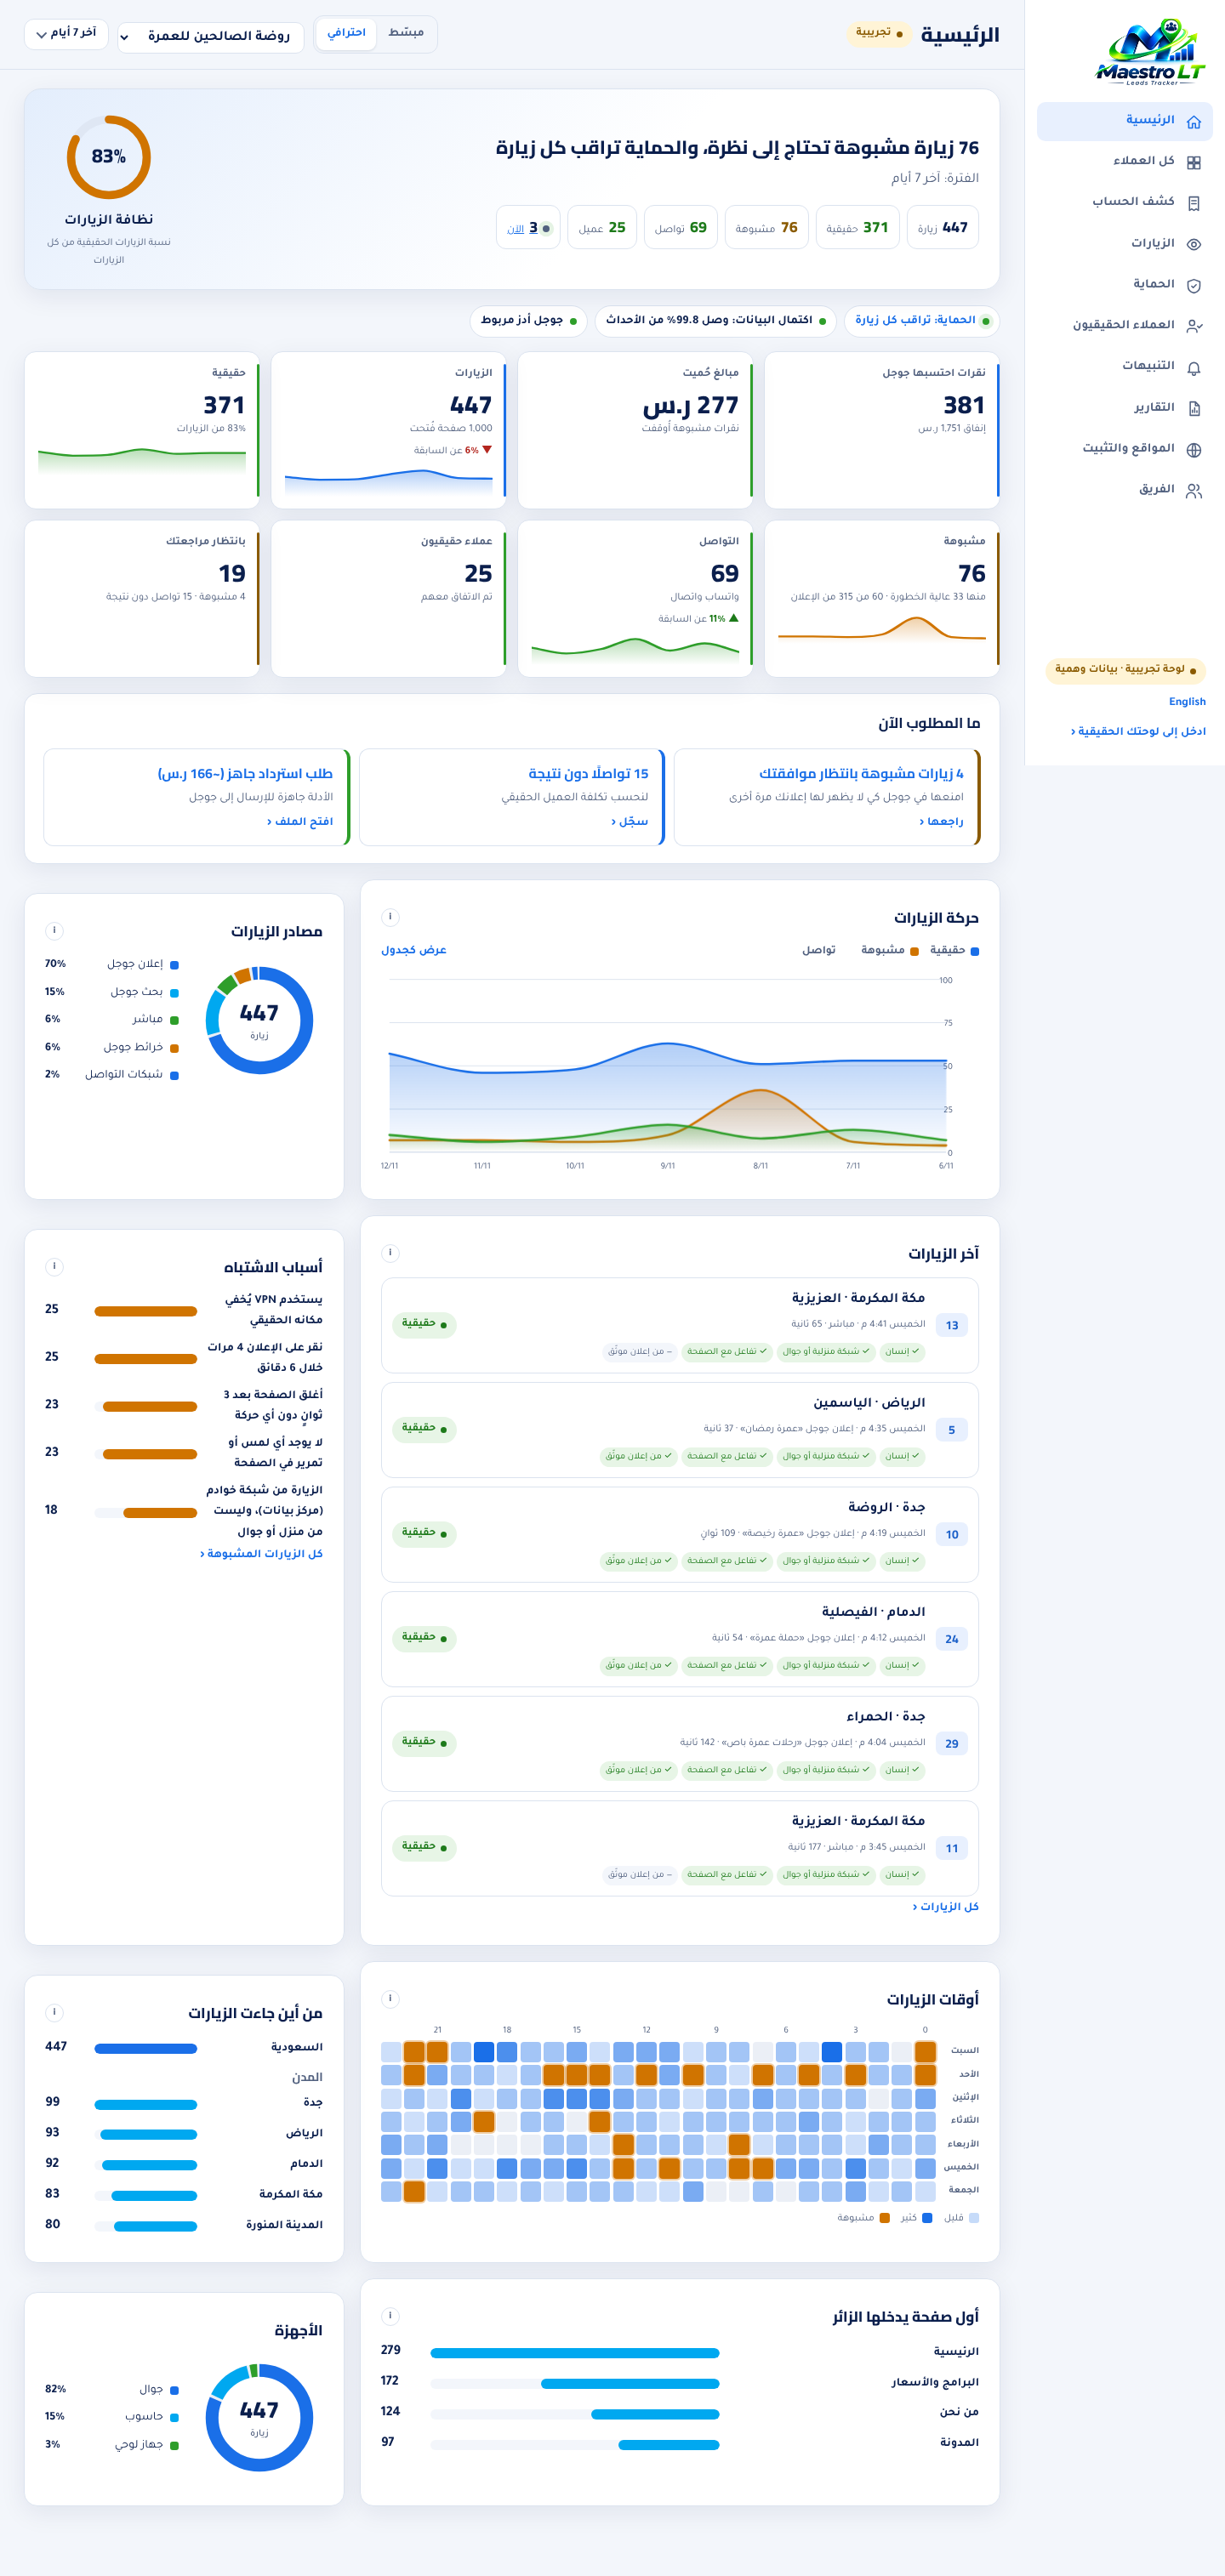 Maestro LT
Leads Tracker
الرئيسية
كل العملاء
كشف الحساب
الزيارات
الحماية
العملاء الحقيقيون
التنبيهات
التقارير
المواقع والتثبيت
الفريق
لوحة تجريبية · بيانات وهمية
English
ادخل إلى لوحتك الحقيقية ‹
الرئيسية
تجريبية
مبسّط
احترافي
روضة الصالحين للعمرة
آخر 7 أيام
76 زيارة مشبوهة تحتاج إلى نظرة، والحماية تراقب كل زيارة
الفترة: آخر 7 أيام
447 زيارة
371 حقيقية
76 مشبوهة
69 تواصل
25 عميل
3 الآن
83%
نظافة الزيارات
نسبة الزيارات الحقيقية من كل
الزيارات
الحماية: تراقب كل زيارة
اكتمال البيانات: وصل 99.8% من الأحداث
جوجل أدز مربوط
نقرات احتسبها جوجل
381
إنفاق 1,751 ر.س
مبالغ حُميت
277 ر.س
نقرات مشبوهة أُوقفت
الزيارات
447
1,000 صفحة فُتحت
▼ 6% عن السابقة
حقيقية
371
83% من الزيارات
مشبوهة
76
منها 33 عالية الخطورة · 60 من 315 من الإعلان
التواصل
69
واتساب واتصال
▲ 11% عن السابقة
عملاء حقيقيون
25
تم الاتفاق معهم
بانتظار مراجعتك
19
4 مشبوهة · 15 تواصل دون نتيجة
ما المطلوب الآن
4 زيارات مشبوهة بانتظار موافقتك
امنعها في جوجل كي لا يظهر لها إعلانك مرة أخرى
راجعها ‹
15 تواصلًا دون نتيجة
لنحسب تكلفة العميل الحقيقي
سجّل ‹
طلب استرداد جاهز (~166 ر.س)
الأدلة جاهزة للإرسال إلى جوجل
افتح الملف ‹
حركة الزيارات
i
حقيقية
مشبوهة
تواصل
عرض كجدول
100
75
50
25
0
6/11
7/11
8/11
9/11
10/11
11/11
12/11
مصادر الزيارات
i
447
زيارة
إعلان جوجل 70%
بحث جوجل 15%
مباشر 6%
خرائط جوجل 6%
شبكات التواصل 2%
آخر الزيارات
i
13
مكة المكرمة · العزيزية
الخميس 4:41 م · مباشر · 65 ثانية
✓ إنسان ✓ شبكة منزلية أو جوال ✓ تفاعل مع الصفحة – من إعلان موثّق
حقيقية
5
الرياض · الياسمين
الخميس 4:35 م · إعلان جوجل «عمرة رمضان» · 37 ثانية
✓ إنسان ✓ شبكة منزلية أو جوال ✓ تفاعل مع الصفحة ✓ من إعلان موثّق
حقيقية
10
جدة · الروضة
الخميس 4:19 م · إعلان جوجل «عمرة رخيصة» · 109 ثوانٍ
✓ إنسان ✓ شبكة منزلية أو جوال ✓ تفاعل مع الصفحة ✓ من إعلان موثّق
حقيقية
24
الدمام · الفيصلية
الخميس 4:12 م · إعلان جوجل «حملة عمرة» · 54 ثانية
✓ إنسان ✓ شبكة منزلية أو جوال ✓ تفاعل مع الصفحة ✓ من إعلان موثّق
حقيقية
29
جدة · الحمراء
الخميس 4:04 م · إعلان جوجل «رحلات عمرة باص» · 142 ثانية
✓ إنسان ✓ شبكة منزلية أو جوال ✓ تفاعل مع الصفحة ✓ من إعلان موثّق
حقيقية
11
مكة المكرمة · العزيزية
الخميس 3:45 م · مباشر · 177 ثانية
✓ إنسان ✓ شبكة منزلية أو جوال ✓ تفاعل مع الصفحة – من إعلان موثّق
حقيقية
كل الزيارات ‹
أسباب الاشتباه
i
يستخدم VPN يُخفي
مكانه الحقيقي
25
نقر على الإعلان 4 مرات
خلال 6 دقائق
25
أغلق الصفحة بعد 3
ثوانٍ دون أي حركة
23
لا يوجد أي لمس أو
تمرير في الصفحة
23
الزيارة من شبكة خوادم
(مركز بيانات)، وليست
من منزل أو جوال
18
كل الزيارات المشبوهة ‹
أوقات الزيارات
i
0 3 6 9 12 15 18 21
السبت
الأحد
الإثنين
الثلاثاء
الأربعاء
الخميس
الجمعة
قليل
كثير
مشبوهة
من أين جاءت الزيارات
i
السعودية 447
المدن
جدة 99
الرياض 93
الدمام 92
مكة المكرمة 83
المدينة المنورة 80
أول صفحة يدخلها الزائر
i
الرئيسية 279
البرامج والأسعار 172
من نحن 124
المدونة 97
الأجهزة
447
زيارة
جوال 82%
حاسوب 15%
جهاز لوحي 3%